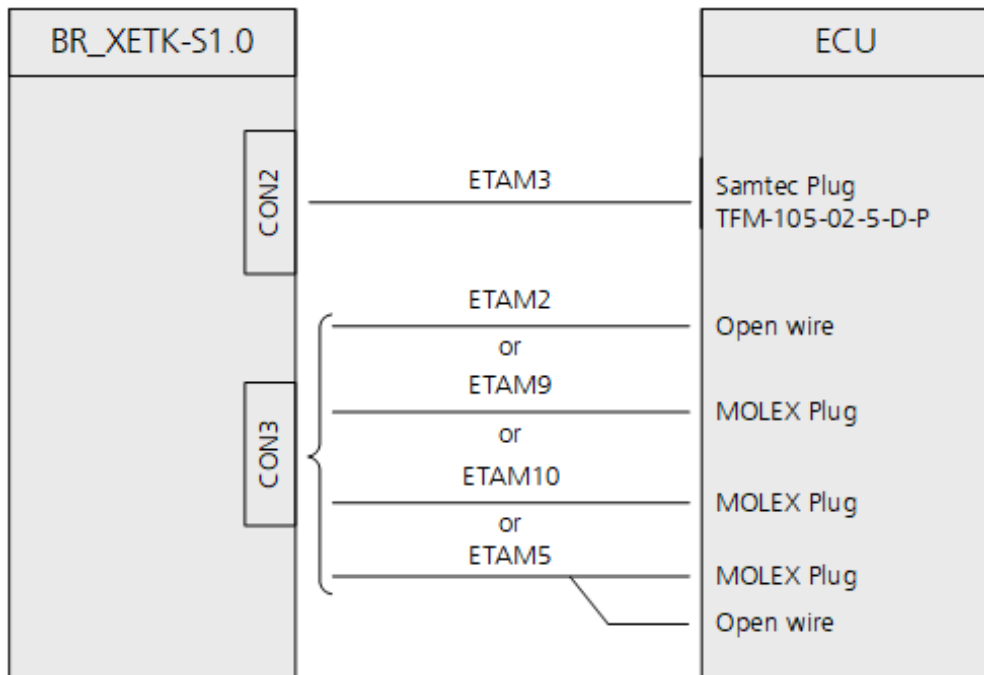 BR_XETK-S1.0
ECU
CON2
ETAM3
Samtec Plug
TFM-105-02-5-D-P
ETAM2
Open wire
or
ETAM9
MOLEX Plug
or
CON3
ETAM10
MOLEX Plug
or
ETAM5
MOLEX Plug
Open wire